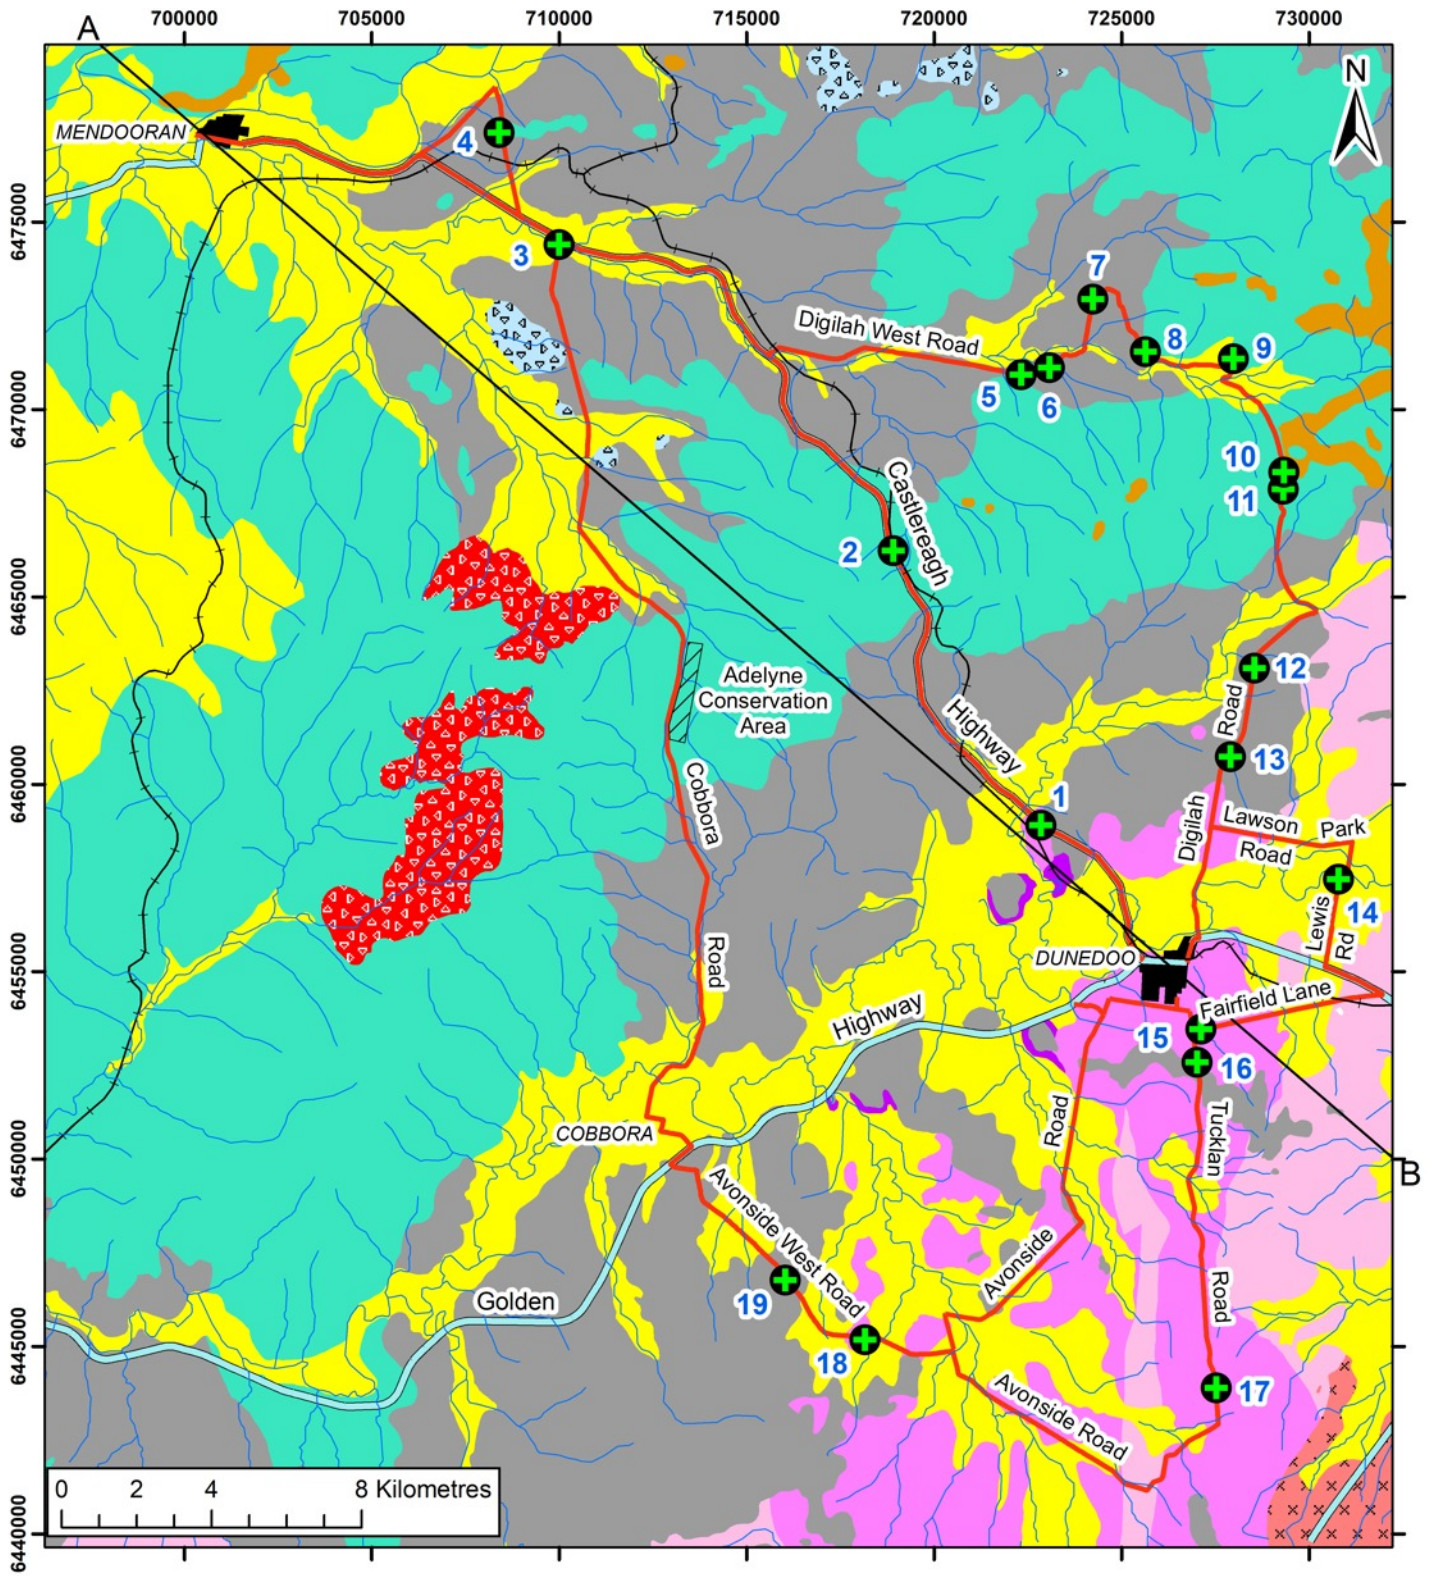 700000 705000 710000 715000 720000 725000 730000
A
N
MENDOORAN
4
6475000
3
7
Digilah West Road
8
9
5
6
6470000
10
11
Castlereagh
2
6465000
12
Adelyne
Conservation
Area
Road
Highway
13
6460000
Cobbora
1
Digilah
Lawson Park
Road
14
Lewis
Rd
6455000
Road
DUNEDOO
Fairfield Lane
Highway
15
16
Road
Tucklan
COBBORA
6450000
B
Avonside West Road
Avonside
Road
19
Golden
6445000
18
17
Avonside Road
0 2 4 8 Kilometres
6440000